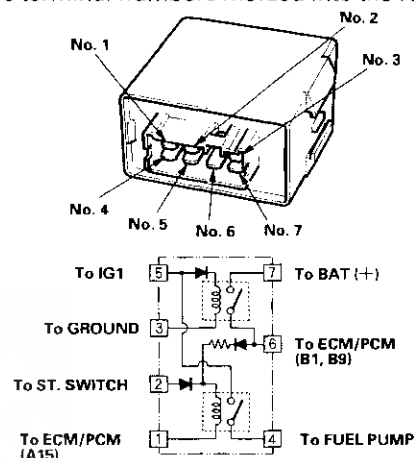 No. 2
No. 1
No. 3
No. 4
No. 5
No. 6
No. 7
To IG1 5 7 To BAT (+)
To GROUND 3
6 To ECM/PCM
(B1, B9)
To ST. SWITCH 2
To ECM/PCM 1 4 To FUEL PUMP
(A15)